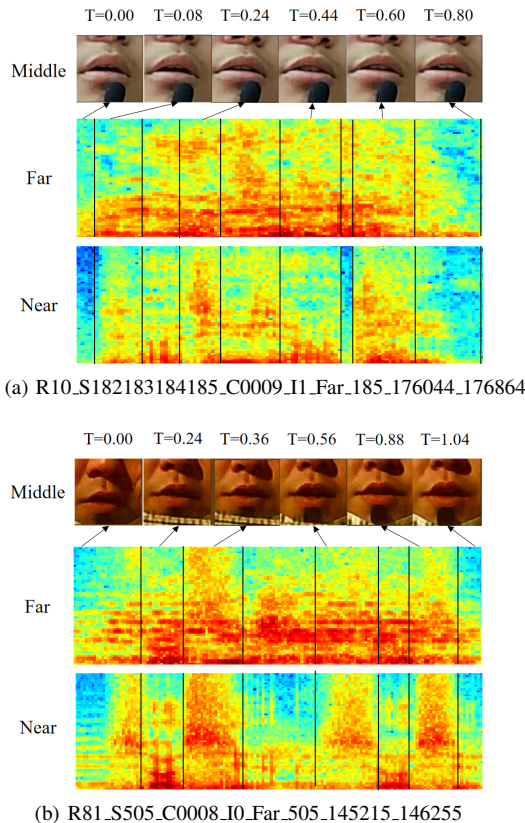 T=0.00 T=0.08 T=0.24 T=0.44 T=0.60 T=0.80
Middle
Far
Near
(a) R10_S182183184185_C0009_I1_Far_185_176044_176864
T=0.00 T=0.24 T=0.36 T=0.56 T=0.88 T=1.04
Middle
Far
Near
(b) R81_S505_C0008_I0_Far_505_145215_146255